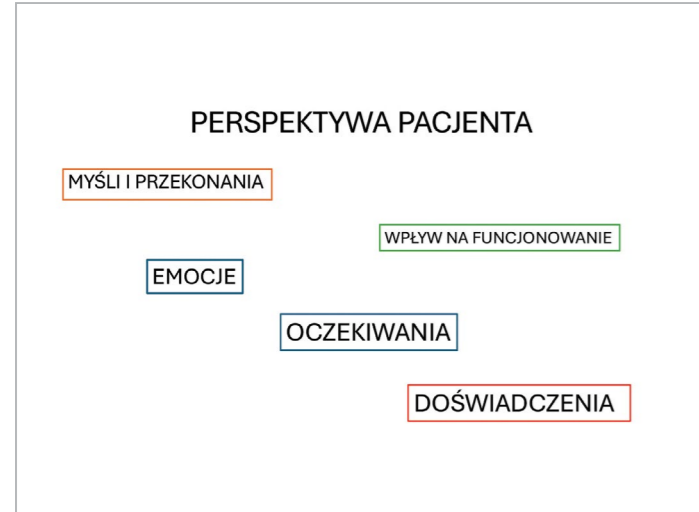 PERSPEKTYWA PACJENTA
MYŚLI I PRZEKONANIA
WPŁYW NA FUNCJONOWANIE
EMOCJE
OCZEKIWANIA
DOŚWIADCZENIA